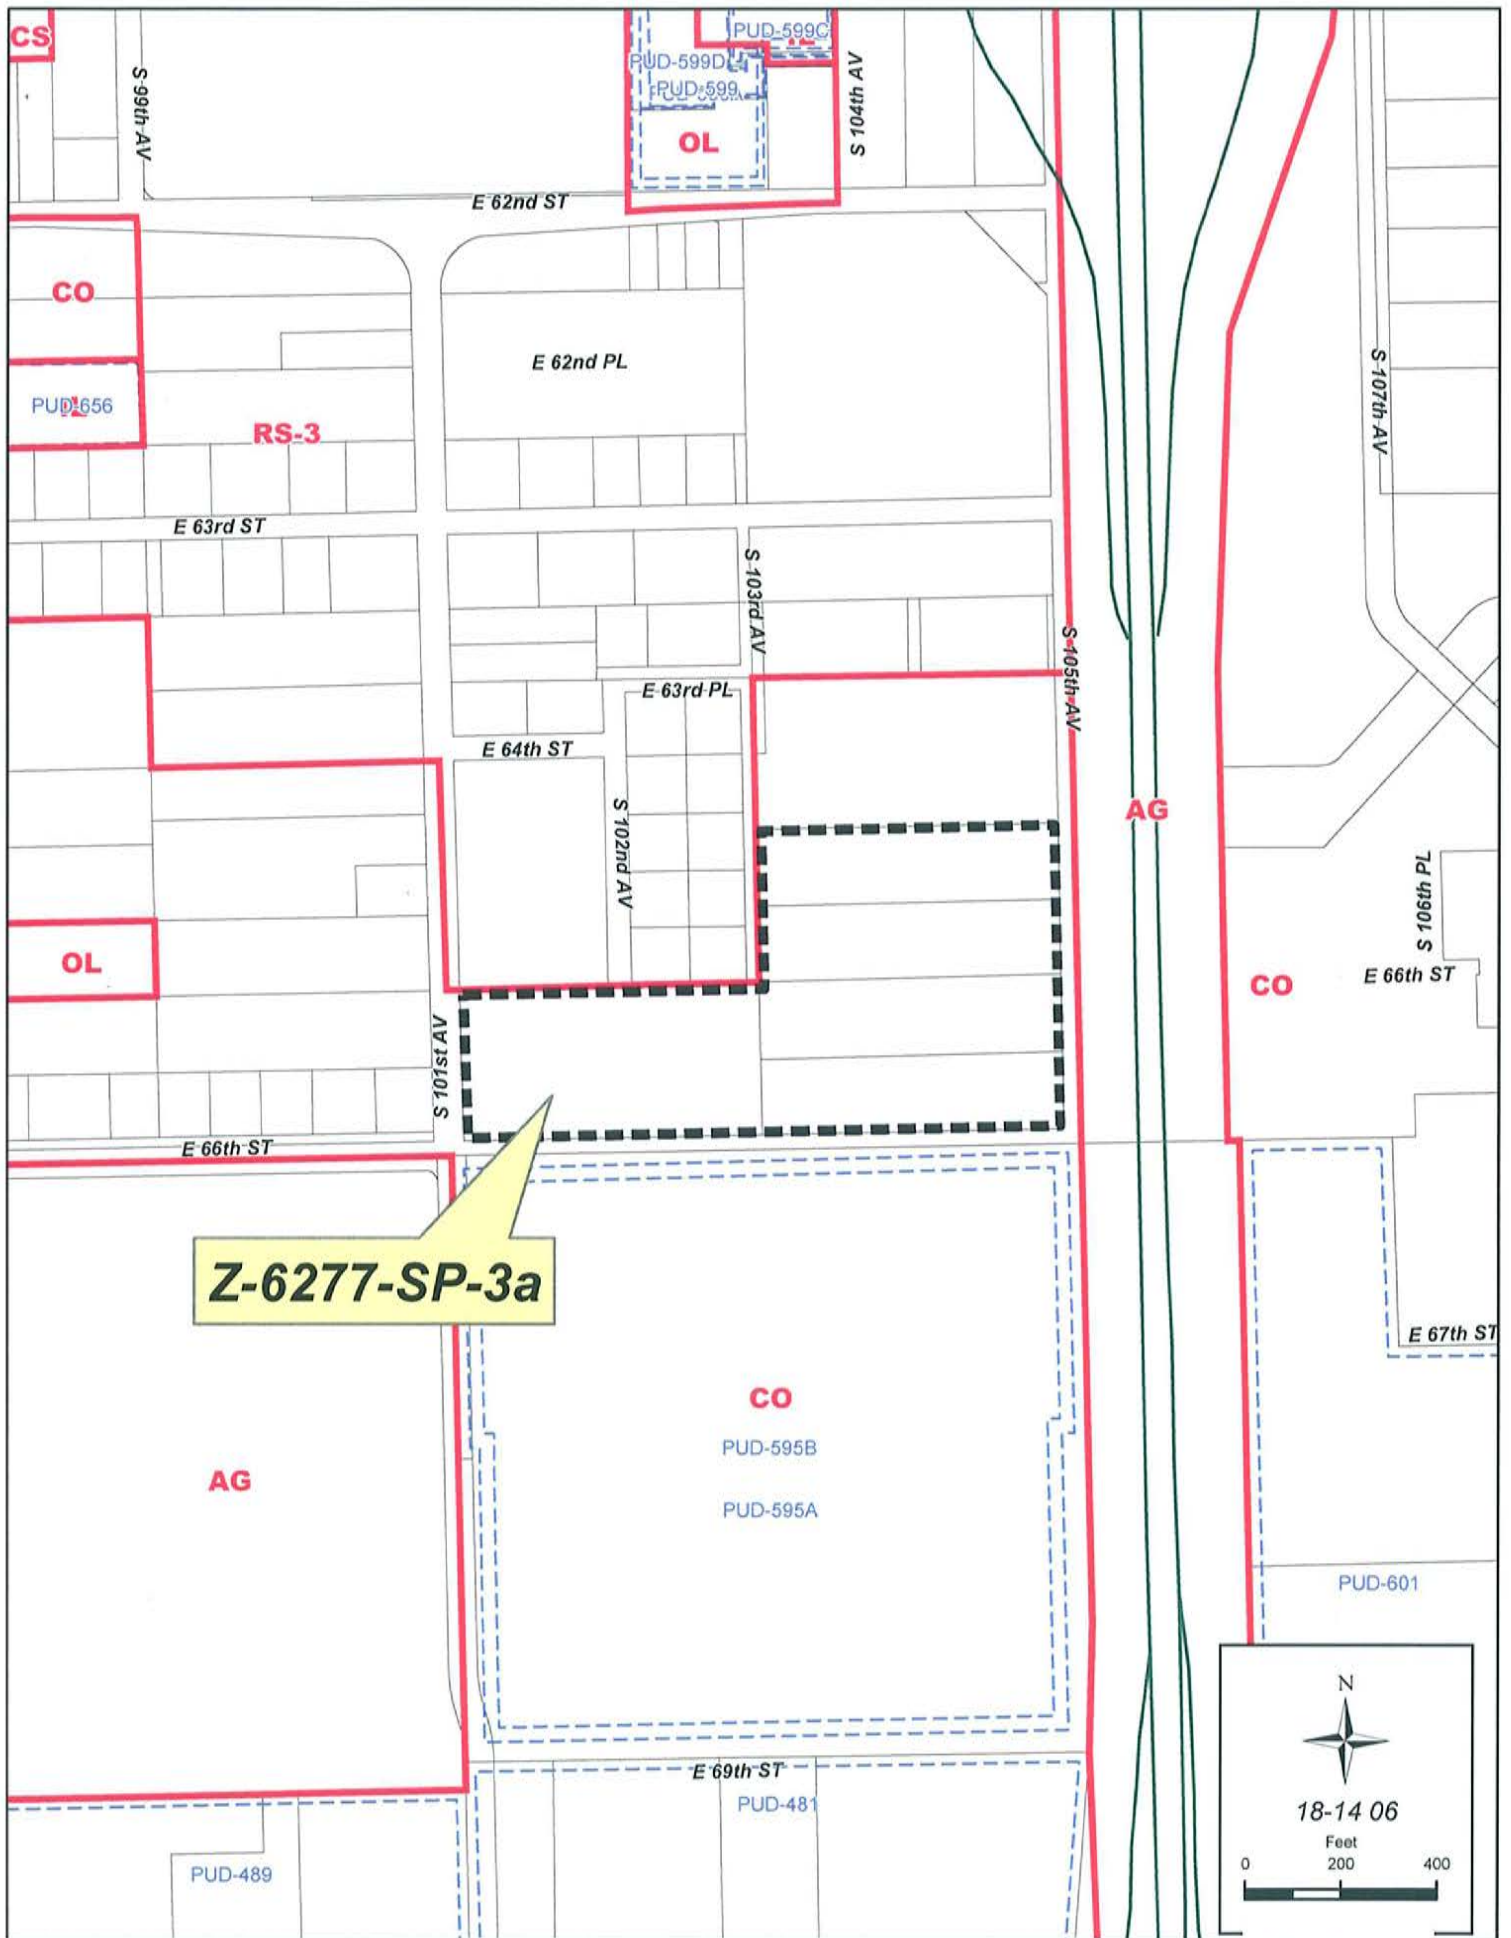 CS
PUD-599C
S 99th AV
S 104th AV
PUD-599D
PUD-599
OL
E 62nd ST
CO
E 62nd PL
S 107th AV
PUD-656
RS-3
E 63rd ST
S 103rd AV
S 105th AV
E 63rd PL
E 64th ST
S 102nd AV
AG
S 106th PL
OL
E 66th ST
CO
S 101st AV
E 66th ST
Z-6277-SP-3a
E 67th ST
CO
PUD-595B
AG
PUD-595A
PUD-601
N
E 69th ST
PUD-481
18-14 06
Feet
0 200 400
PUD-489